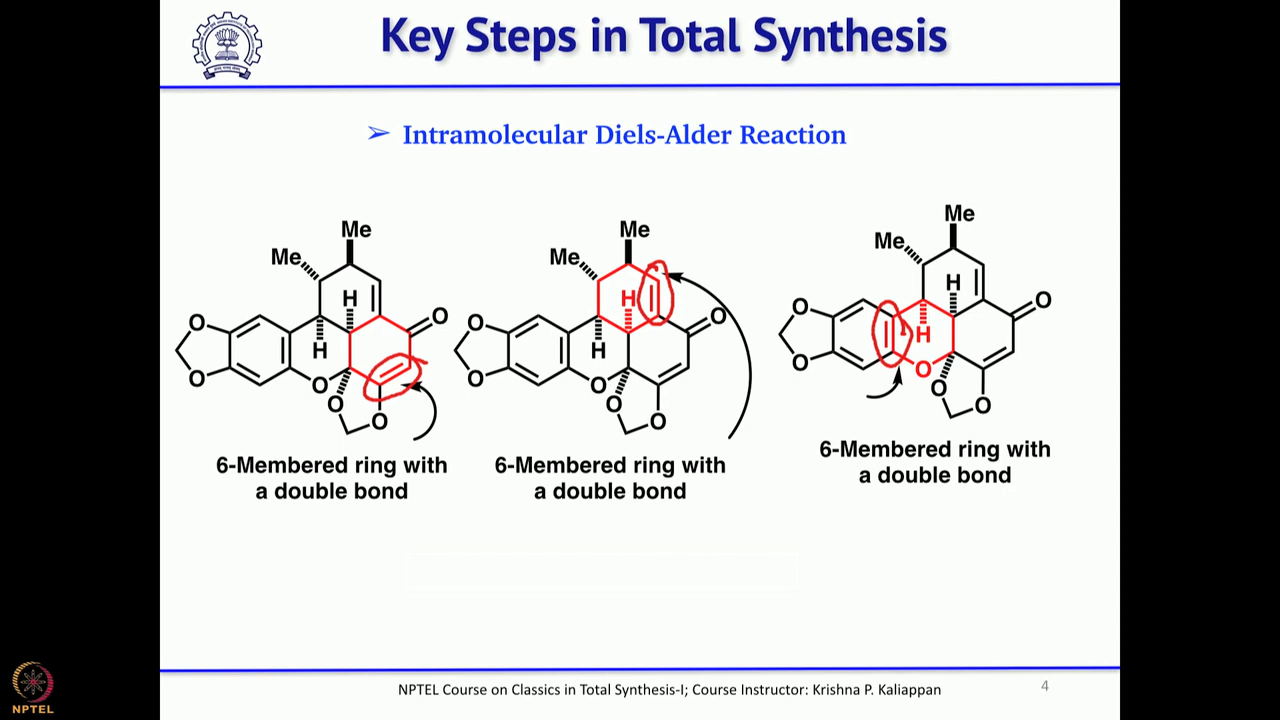 Key Steps in Total Synthesis
➢ Intramolecular Diels-Alder Reaction
Me
Me
H
H
O
O
O
O
O
O
6-Membered ring with
a double bond
Me
Me
H
H
O
O
O
O
O
O
6-Membered ring with
a double bond
Me
Me
H
H
O
O
O
O
O
O
6-Membered ring with
a double bond
NPTEL
NPTEL Course on Classics in Total Synthesis-I; Course Instructor: Krishna P. Kaliappan
4